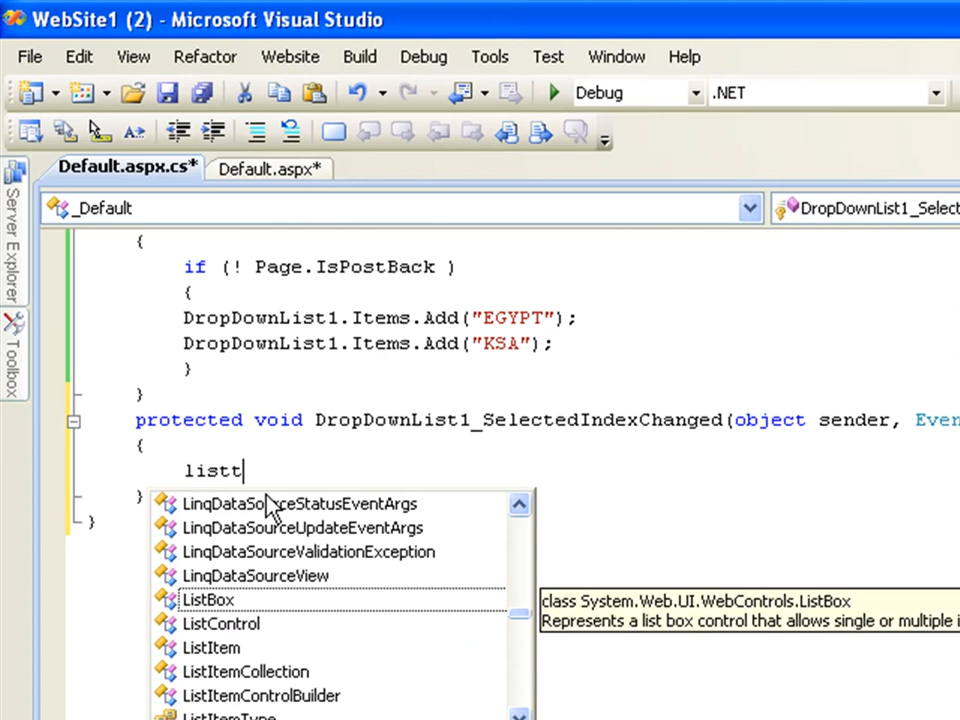 WebSite1 (2) - Microsoft Visual Studio
File Edit View Refactor Website Build Debug Tools Test Window Help
Debug .NET
Default.aspx.cs* Default.aspx*
Server Explorer
Toolbox
_Default DropDownList1_Select
{
if (! Page.IsPostBack )
{
DropDownList1.Items.Add("EGYPT");
DropDownList1.Items.Add("KSA");
}
}
protected void DropDownList1_SelectedIndexChanged(object sender, Even
{
listt
}
}
LinqDataSourceStatusEventArgs
LinqDataSourceUpdateEventArgs
LinqDataSourceValidationException
LinqDataSourceView
ListBox
ListControl
ListItem
ListItemCollection
ListItemControlBuilder
ListItemType
class System.Web.UI.WebControls.ListBox
Represents a list box control that allows single or multiple i